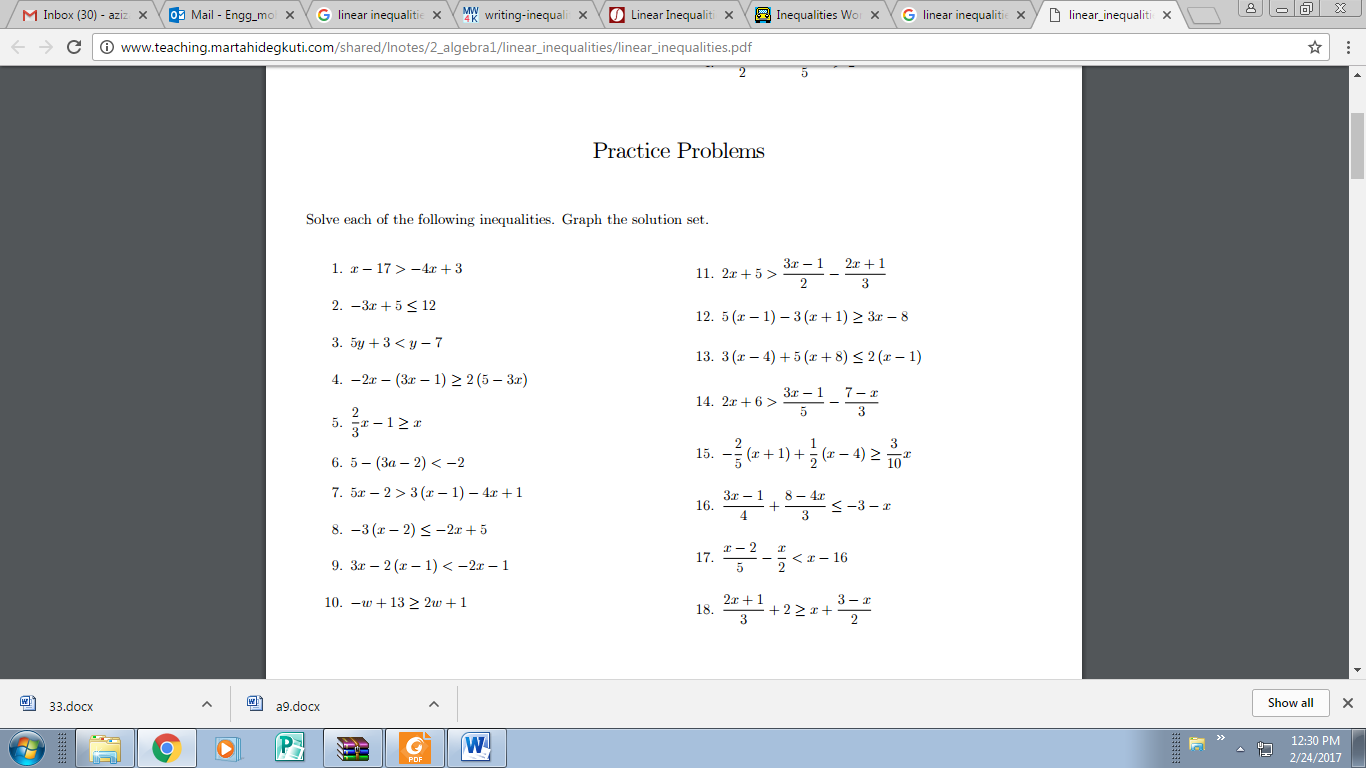 Inbox (30) - aziz
Mail - Engg_mo
linear inequalitie
writing-inequali
Linear Inequaliti
Inequalities Wor
linear inequalitie
linear_inequaliti
www.teaching.martahidegkuti.com/shared/lnotes/2_algebra1/linear_inequalities/linear_inequalities.pdf
2 5
Practice Problems
Solve each of the following inequalities. Graph the solution set.
1. x − 17 > −4x + 3
2. −3x + 5 ≤ 12
3. 5y + 3 < y − 7
4. −2x − (3x − 1) ≥ 2 (5 − 3x)
5. 2/3 x − 1 ≥ x
6. 5 − (3a − 2) < −2
7. 5x − 2 > 3 (x − 1) − 4x + 1
8. −3 (x − 2) ≤ −2x + 5
9. 3x − 2 (x − 1) < −2x − 1
10. −w + 13 ≥ 2w + 1
11. 2x + 5 > (3x − 1)/2 − (2x + 1)/3
12. 5 (x − 1) − 3 (x + 1) ≥ 3x − 8
13. 3 (x − 4) + 5 (x + 8) ≤ 2 (x − 1)
14. 2x + 6 > (3x − 1)/5 − (7 − x)/3
15. −2/5 (x + 1) + 1/2 (x − 4) ≥ 3/10 x
16. (3x − 1)/4 + (8 − 4x)/3 ≤ −3 − x
17. (x − 2)/5 − x/2 < x − 16
18. (2x + 1)/3 + 2 ≥ x + (3 − x)/2
33.docx
a9.docx
Show all
12:30 PM
2/24/2017